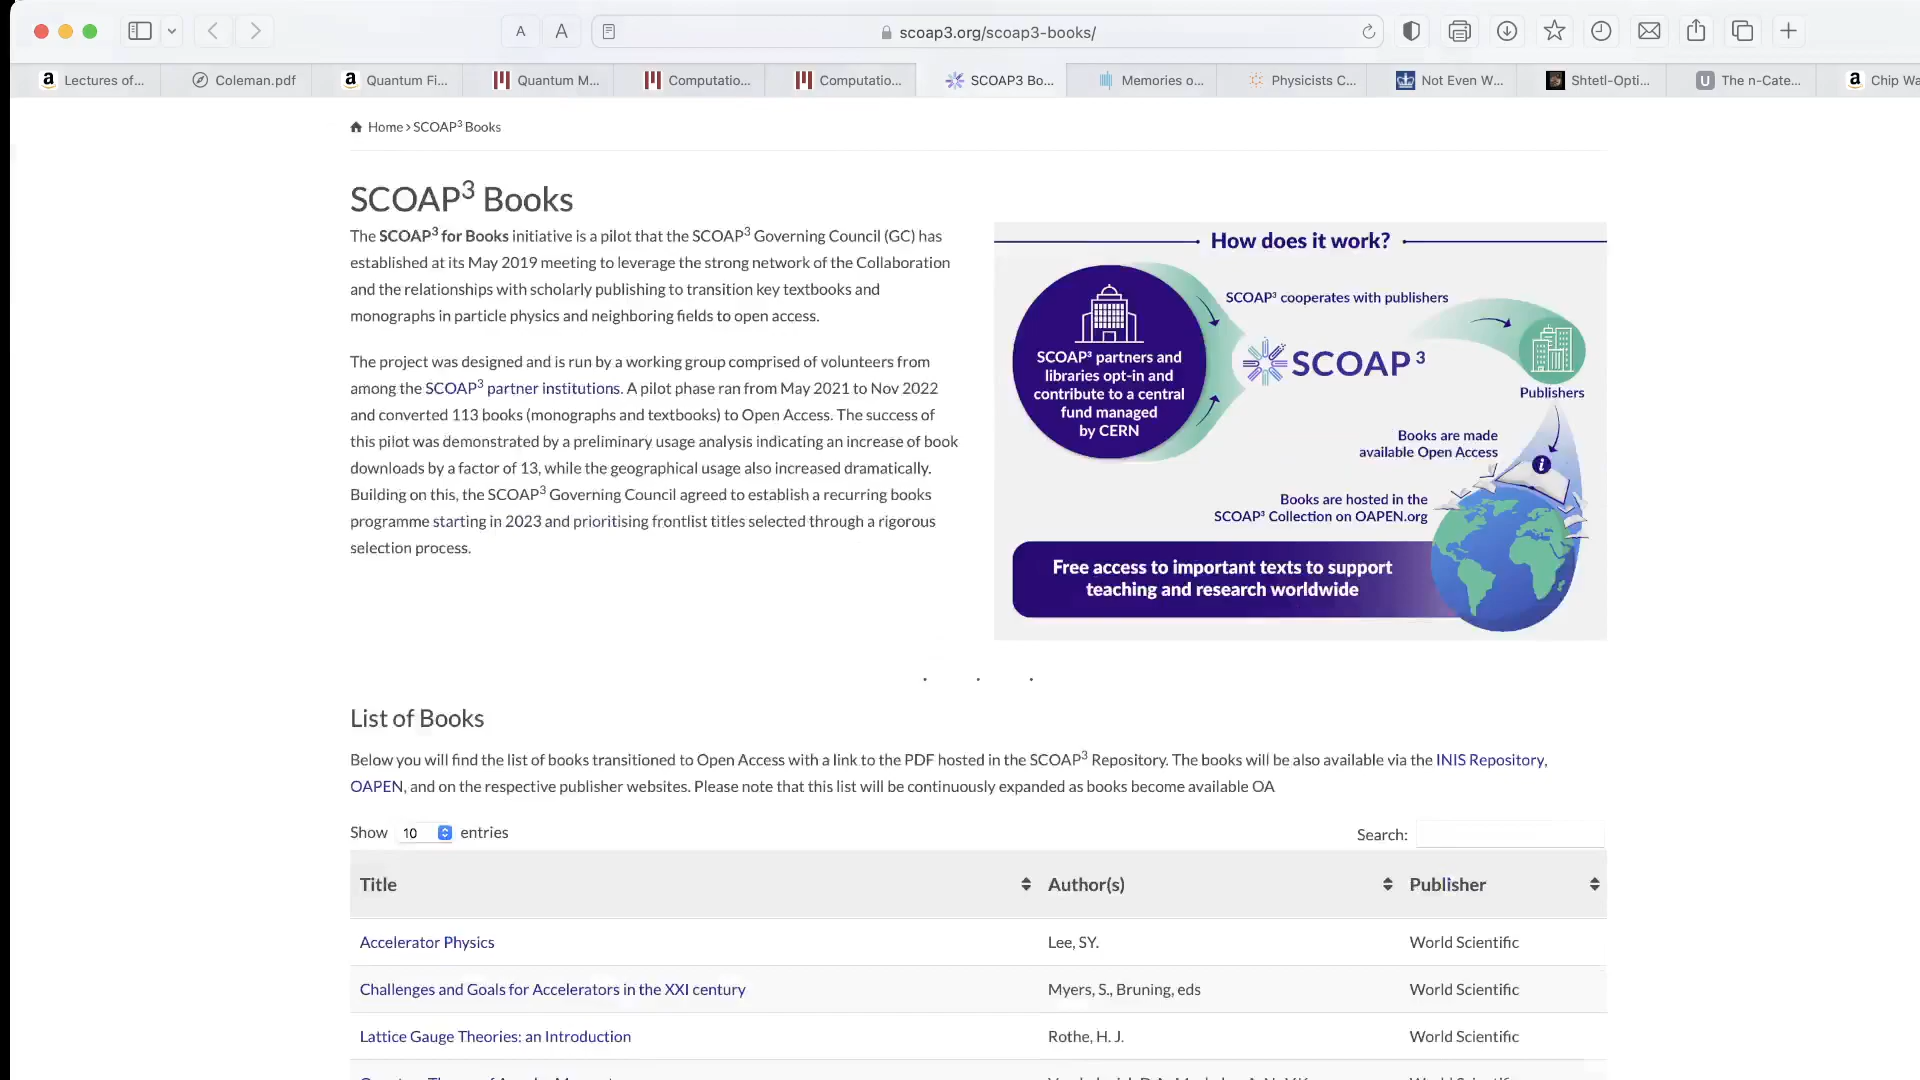 A A scoap3.org/scoap3-books/
Lectures of... Coleman.pdf Quantum Fi... Quantum M... Computatio... Computatio... SCOAP3 Bo... Memories o... Physicists C... Not Even W... Shtetl-Opti... The n-Cate... Chip Wa
Home › SCOAP³ Books
SCOAP³ Books
The SCOAP³ for Books initiative is a pilot that the SCOAP³ Governing Council (GC) has
established at its May 2019 meeting to leverage the strong network of the Collaboration
and the relationships with scholarly publishing to transition key textbooks and
monographs in particle physics and neighboring fields to open access.
The project was designed and is run by a working group comprised of volunteers from
among the SCOAP³ partner institutions. A pilot phase ran from May 2021 to Nov 2022
and converted 113 books (monographs and textbooks) to Open Access. The success of
this pilot was demonstrated by a preliminary usage analysis indicating an increase of book
downloads by a factor of 13, while the geographical usage also increased dramatically.
Building on this, the SCOAP³ Governing Council agreed to establish a recurring books
programme starting in 2023 and prioritising frontlist titles selected through a rigorous
selection process.
How does it work?
SCOAP³ partners and
libraries opt-in and
contribute to a central
fund managed
by CERN
SCOAP³ cooperates with publishers
SCOAP³
Publishers
Books are made
available Open Access
i
Books are hosted in the
SCOAP³ Collection on OAPEN.org
Free access to important texts to support
teaching and research worldwide
. . .
List of Books
Below you will find the list of books transitioned to Open Access with a link to the PDF hosted in the SCOAP³ Repository. The books will be also available via the INIS Repository,
OAPEN, and on the respective publisher websites. Please note that this list will be continuously expanded as books become available OA
Show 10 entries Search:
Title Author(s) Publisher
Accelerator Physics Lee, SY. World Scientific
Challenges and Goals for Accelerators in the XXI century Myers, S., Bruning, eds World Scientific
Lattice Gauge Theories: an Introduction Rothe, H. J. World Scientific